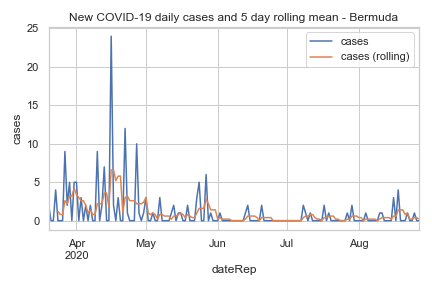 New COVID-19 daily cases and 5 day rolling mean - Bermuda
25
20
15
10
5
0
cases
cases
cases (rolling)
Apr
2020
May
Jun
Jul
Aug
dateRep